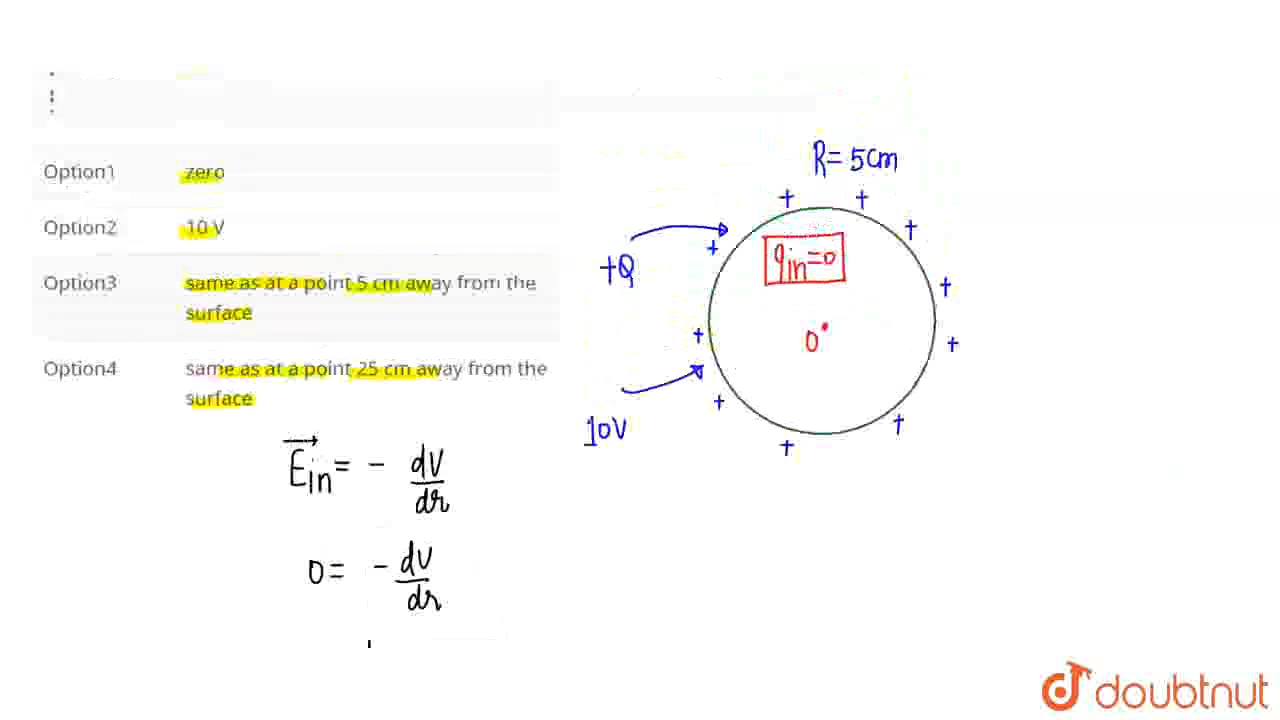 Option1 zero
Option2 10 V
Option3 same as at a point 5 cm away from the
surface
Option4 same as at a point 25 cm away from the
surface
R= 5cm
+ +
+ +
+Q
qin=0
+
+ 0
+
10V
+ +
+
Ein = - dV
dr
0 = - dV
dr
doubtnut